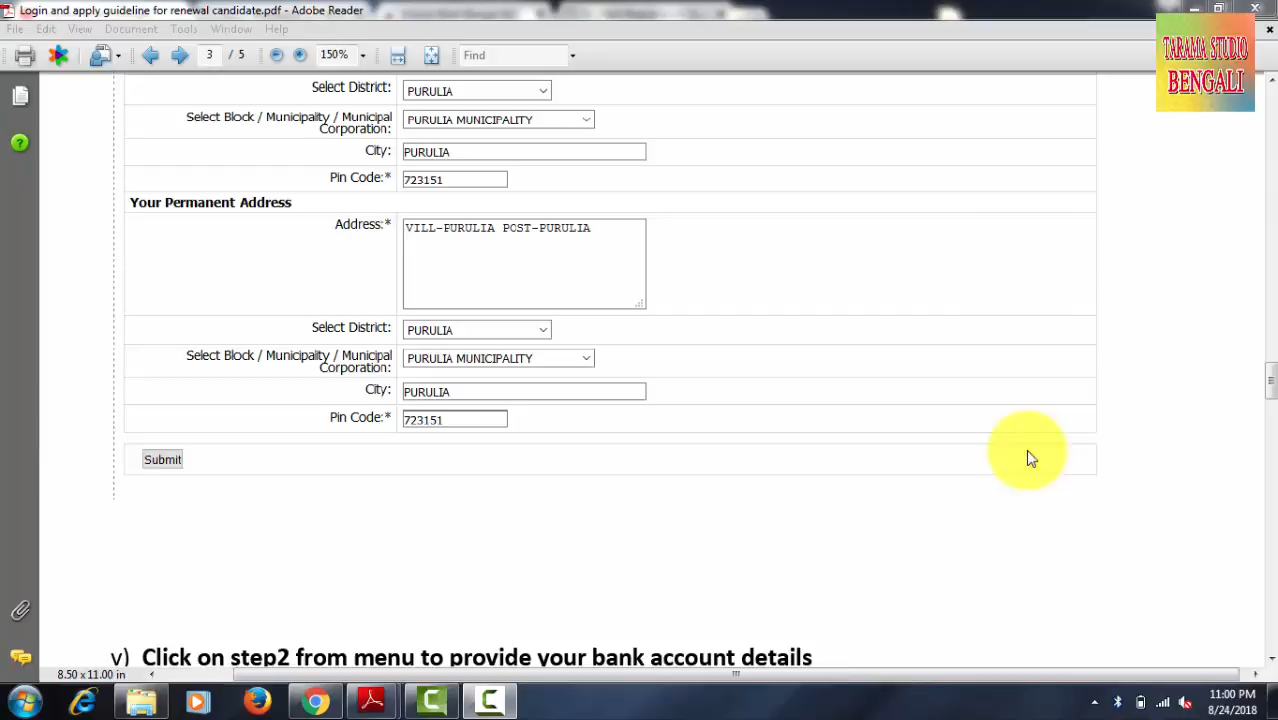 Login and apply guideline for renewal candidate.pdf - Adobe Reader
File Edit View Document Tools Window Help
3 / 5 150% Find
TARAMA STUDIO
BENGALI
Select District: PURULIA
Select Block / Municipality / Municipal
Corporation: PURULIA MUNICIPALITY
City: PURULIA
Pin Code:* 723151
Your Permanent Address
Address:* VILL-PURULIA POST-PURULIA
Select District: PURULIA
Select Block / Municipaity / Municipal
Corporation: PURULIA MUNICIPALITY
City: PURULIA
Pin Code:* 723151
Submit
v) Click on step2 from menu to provide your bank account details
8.50 x 11.00 in
11:00 PM
8/24/2018